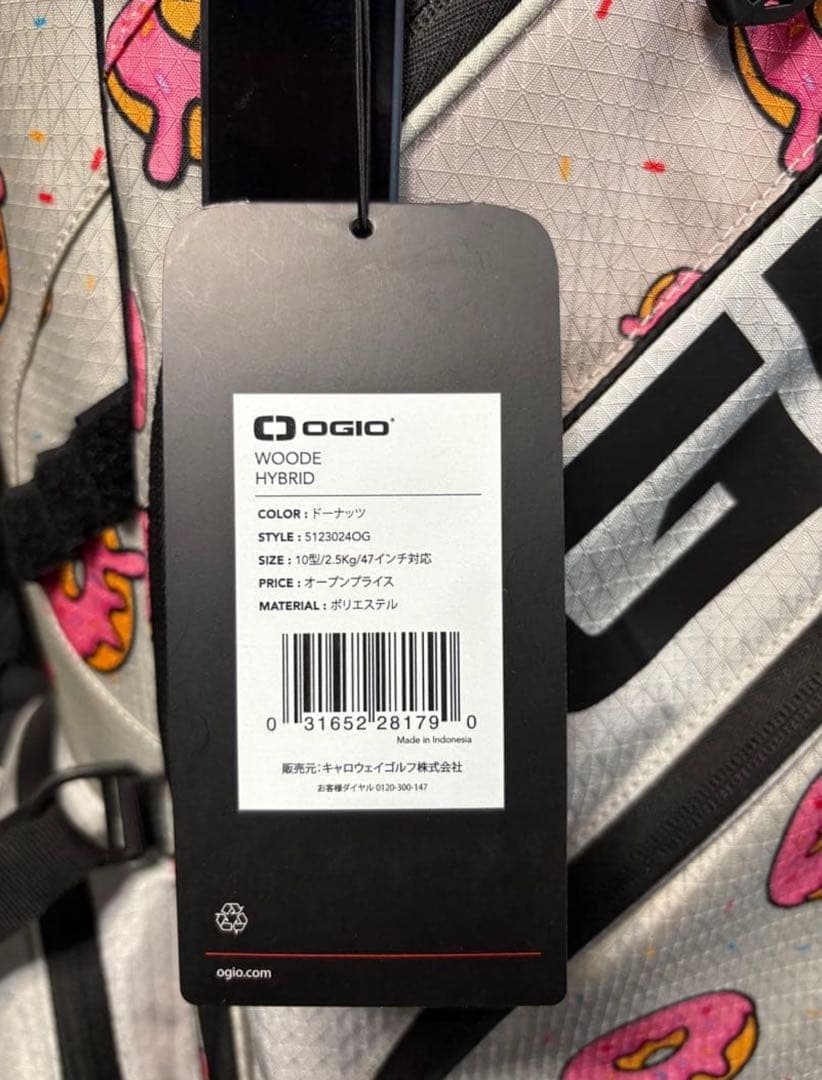 OGIO
WOODE
HYBRID
COLOR : ドーナッツ
STYLE : 5123024OG
SIZE : 10型/2.5Kg/47インチ対応
PRICE : オープンプライス
MATERIAL : ポリエステル
0 31652 28179 0
Made in Indonesia
販売元:キャロウェイゴルフ株式会社
お客様ダイヤル 0120-300-147
ogio.com